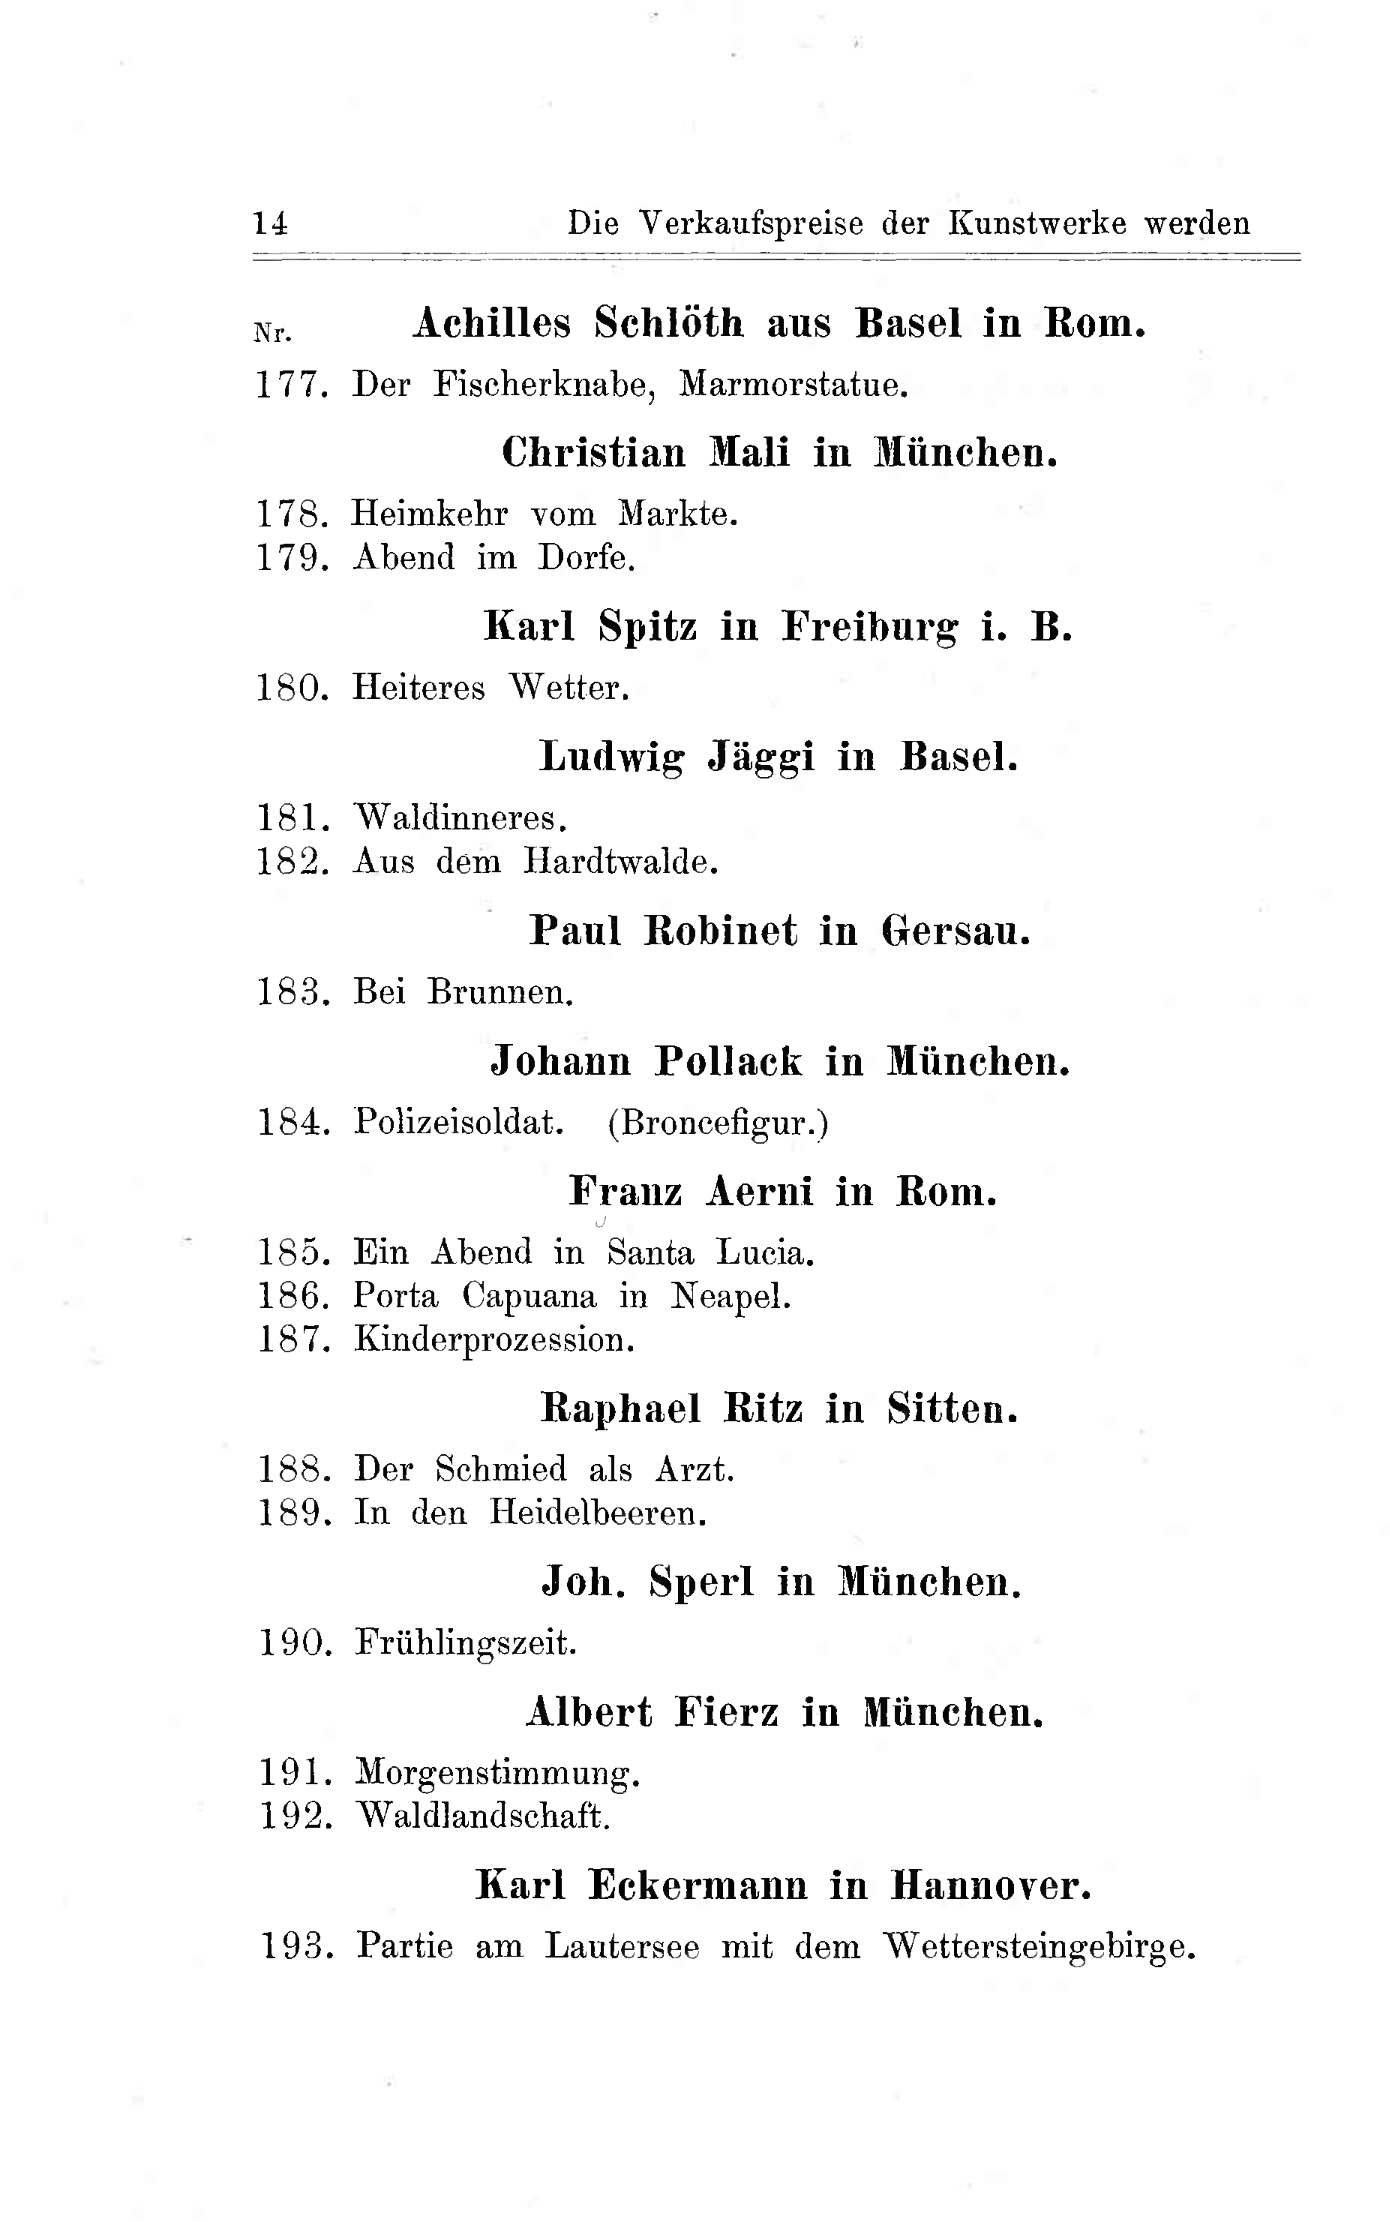 14 Die Verkaufspreise der Kunstwerke werden
Nr. Achilles Schlöth aus Basel in Rom.
177. Der Fischerknabe, Marmorstatue.
Christian Mali in München.
178. Heimkehr vom Markte.
179. Abend im Dorfe.
Karl Spitz in Freiburg i. B.
180. Heiteres Wetter.
Ludwig Jäggi in Basel.
181. Waldinneres.
182. Aus dem Hardtwalde.
Paul Robinet in Gersau.
183. Bei Brunnen.
Johann Pollack in München.
184. Polizeisoldat. (Broncefigur.)
Franz Aerni in Rom.
185. Ein Abend in Santa Lucia.
186. Porta Capuana in Neapel.
187. Kinderprozession.
Raphael Ritz in Sitten.
188. Der Schmied als Arzt.
189. In den Heidelbeeren.
Joh. Sperl in München.
190. Frühlingszeit.
Albert Fierz in München.
191. Morgenstimmung.
192. Waldlandschaft.
Karl Eckermann in Hannover.
193. Partie am Lautersee mit dem Wettersteingebirge.